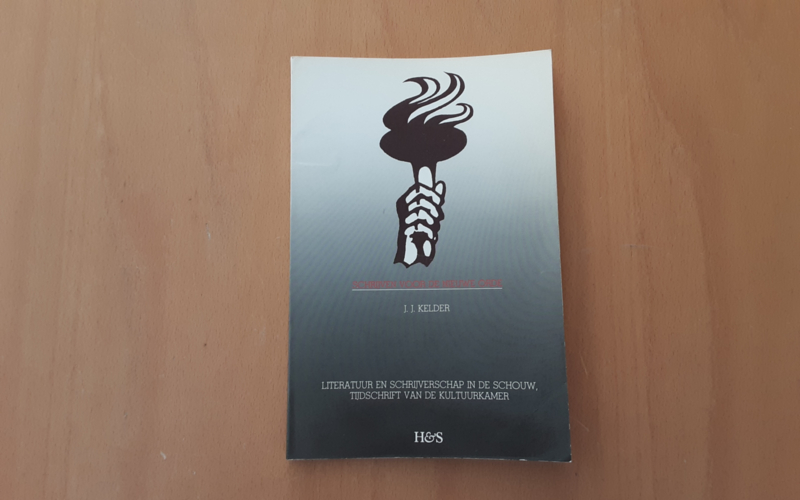 J. J. KELDER
LITERATUUR EN SCHRIJVERSCHAP IN DE SCHOUW,
TIJDSCHRIFT VAN DE KULTUURKAMER
H&S